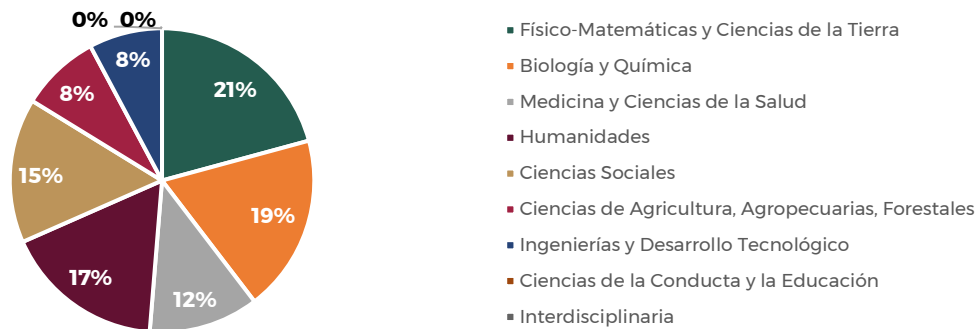 0% 0%
8%
21%
8%
15%
19%
17%
12%
Físico-Matemáticas y Ciencias de la Tierra
Biología y Química
Medicina y Ciencias de la Salud
Humanidades
Ciencias Sociales
Ciencias de Agricultura, Agropecuarias, Forestales
Ingenierías y Desarrollo Tecnológico
Ciencias de la Conducta y la Educación
Interdisciplinaria